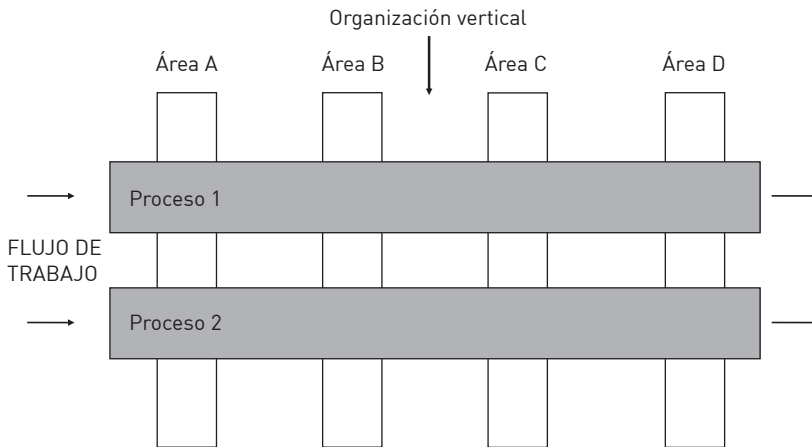 Organización vertical
Área A
Área B
Área C
Área D
Proceso 1
FLUJO DE
TRABAJO
Proceso 2